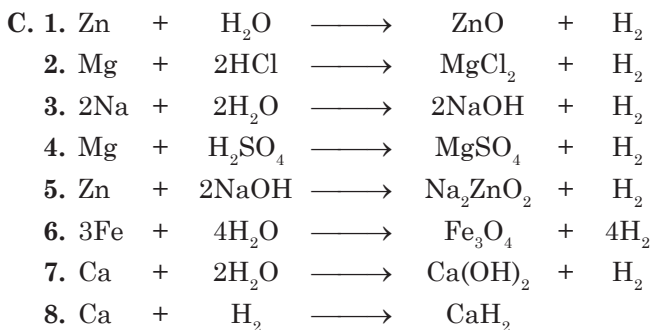 C. 1. Zn + H₂O ⟶ ZnO + H₂
2. Mg + 2HCl ⟶ MgCl₂ + H₂
3. 2Na + 2H₂O ⟶ 2NaOH + H₂
4. Mg + H₂SO₄ ⟶ MgSO₄ + H₂
5. Zn + 2NaOH ⟶ Na₂ZnO₂ + H₂
6. 3Fe + 4H₂O ⟶ Fe₃O₄ + 4H₂
7. Ca + 2H₂O ⟶ Ca(OH)₂ + H₂
8. Ca + H₂ ⟶ CaH₂